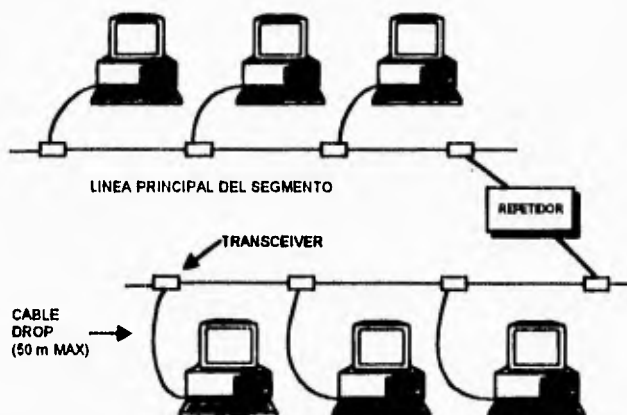 LINEA PRINCIPAL DEL SEGMENTO
REPETIDOR
TRANSCEIVER
CABLE
DROP
(50 m MAX)